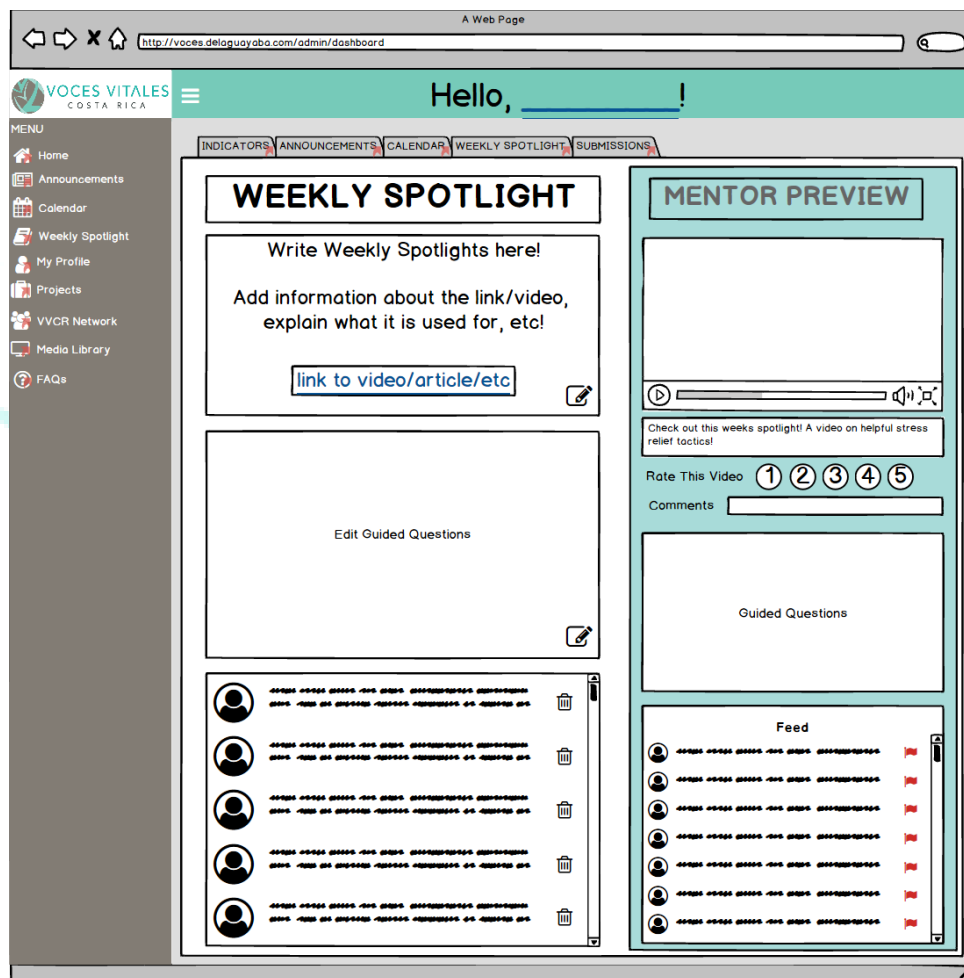 A Web Page
http://voces.delaguayaba.com/admin/dashboard
VOCES VITALES
COSTA RICA
Hello, __________!
MENU
Home
Announcements
Calendar
Weekly Spotlight
My Profile
Projects
VVCR Network
Media Library
FAQs
INDICATORS ANNOUNCEMENTS CALENDAR WEEKLY SPOTLIGHT SUBMISSIONS
WEEKLY SPOTLIGHT
Write Weekly Spotlights here!
Add information about the link/video,
explain what it is used for, etc!
link to video/article/etc
Edit Guided Questions
MENTOR PREVIEW
Check out this weeks spotlight! A video on helpful stress
relief tactics!
Rate This Video 1 2 3 4 5
Comments
Guided Questions
Feed